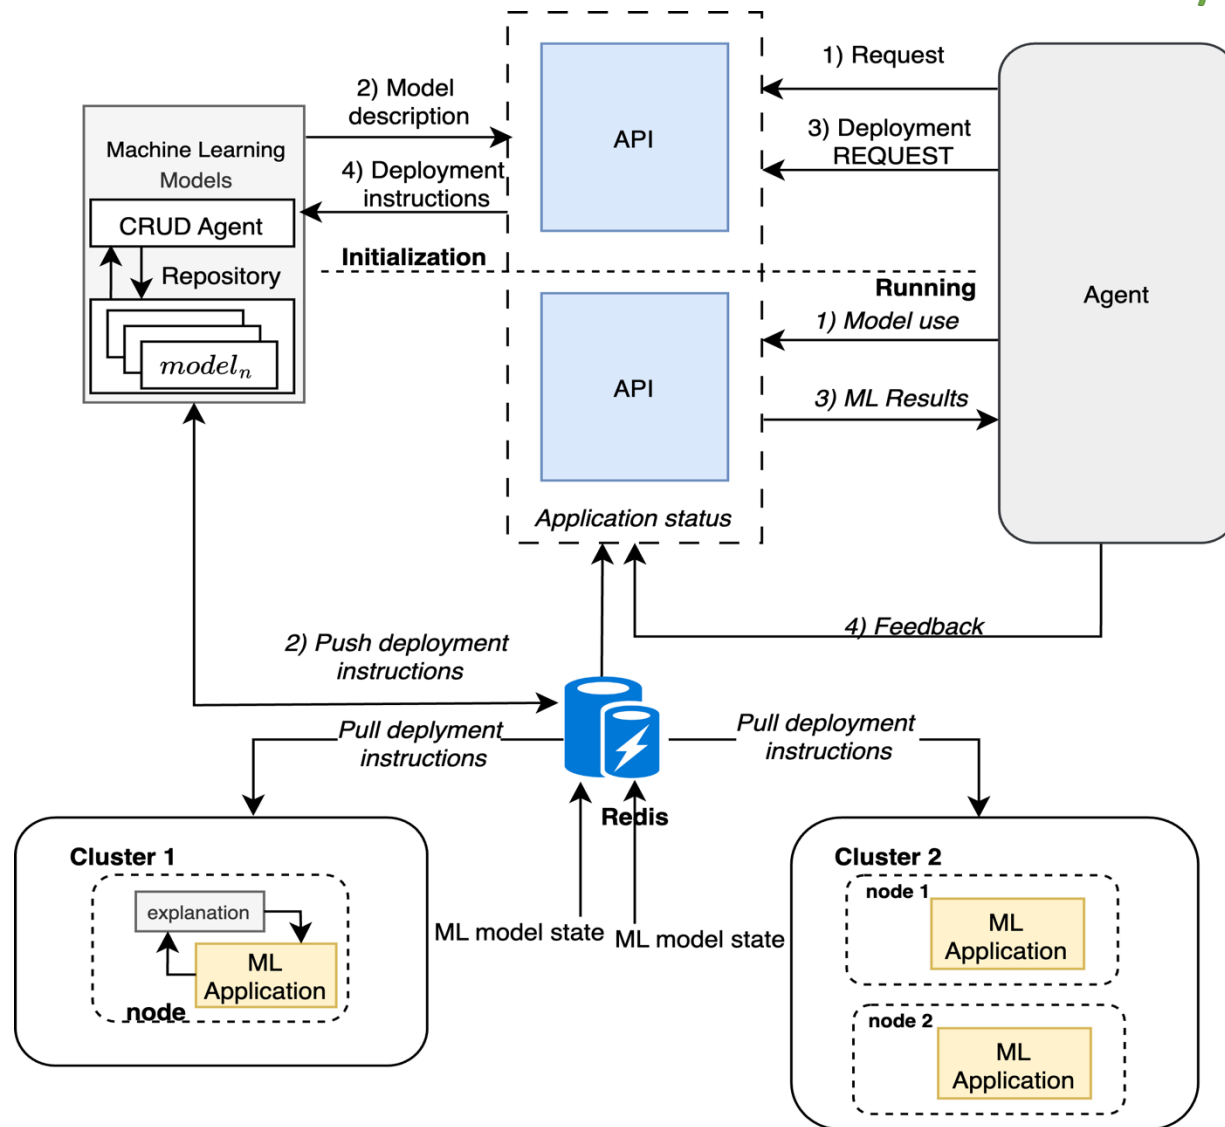 1) Request
2) Model
description
API
3) Deployment
REQUEST
Machine Learning
Models
4) Deployment
instructions
CRUD Agent
Repository
Initialization
Running
Agent
model_n
1) Model use
API
3) ML Results
Application status
4) Feedback
2) Push deployment
instructions
Pull deplyment
instructions
Pull deployment
instructions
Redis
Cluster 1
explanation
ML
Application
node
ML model state
ML model state
Cluster 2
node 1
ML
Application
node 2
ML
Application